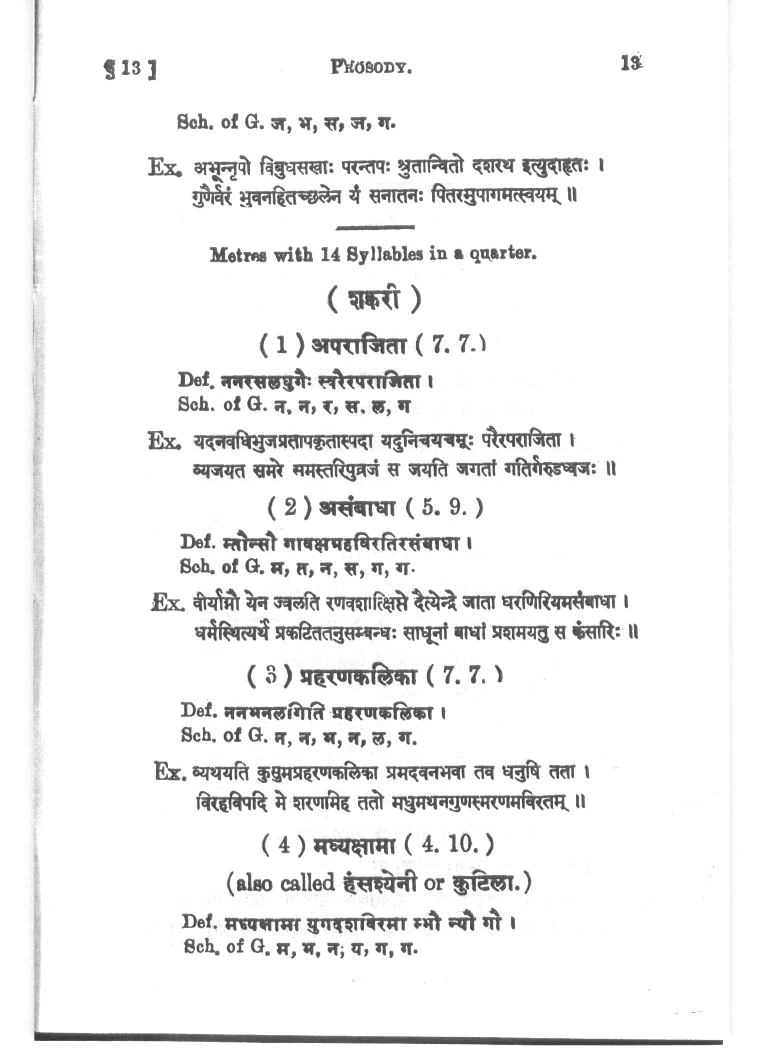 § 13 ]	PROSODY.	13
Sch. of G. ज, भ, स, ज, ग.
Ex. अभून्नृपो विबुधसखाः परन्तपः श्रुतान्वितो दशरथ इत्युदाहृतः ।
गुणैर्वरं भुवनहितच्छलेन यं सनातनः पितरमुपागमत्स्वयम् ॥
Metres with 14 Syllables in a quarter.
( शक्वरी )
( 1 ) अपराजिता ( 7. 7.)
Def. ननरसलघुगैः स्वरैरपराजिता ।
Sch. of G. न, न, र, स. ल, ग
Ex. यदनवधिभुजप्रतापकृतास्पदा यदुनिचयचमूः परैरपराजिता ।
व्यजयत समरे समस्तरिपुव्रजं स जयति जगतां गतिर्गरुडध्वजः ॥
( 2 ) असंबाधा ( 5. 9. )
Def. म्तौन्सौ गावक्षग्रहविरतिरसंबाधा ।
Sch. of G. म, त, न, स, ग, ग.
Ex. वीर्याग्नौ येन ज्वलति रणवशात्क्षिप्ते दैत्येन्द्रे जाता धरणिरियमसंबाधा ।
धर्मस्थित्यर्थे प्रकटिततनुसम्बन्धः साधूनां बाधां प्रशमयतु स कंसारिः ॥
( 3 ) प्रहरणकलिका ( 7. 7. )
Def. ननभनलगिति प्रहरणकलिका ।
Sch. of G. न, न, भ, न, ल, ग.
Ex. व्यथयति कुसुमप्रहरणकलिका प्रमदवनभवा तव धनुषि तता ।
विरहविपदि मे शरणमिह ततो मधुमथनगुणस्मरणमविरतम् ॥
( 4 ) मध्यक्षामा ( 4. 10. )
(also called हंसश्येनी or कुटिला.)
Def. मध्यक्षामा युगदशविरमा म्भौ न्यौ गौ ।
Sch. of G. म, भ, न; य, ग, ग.